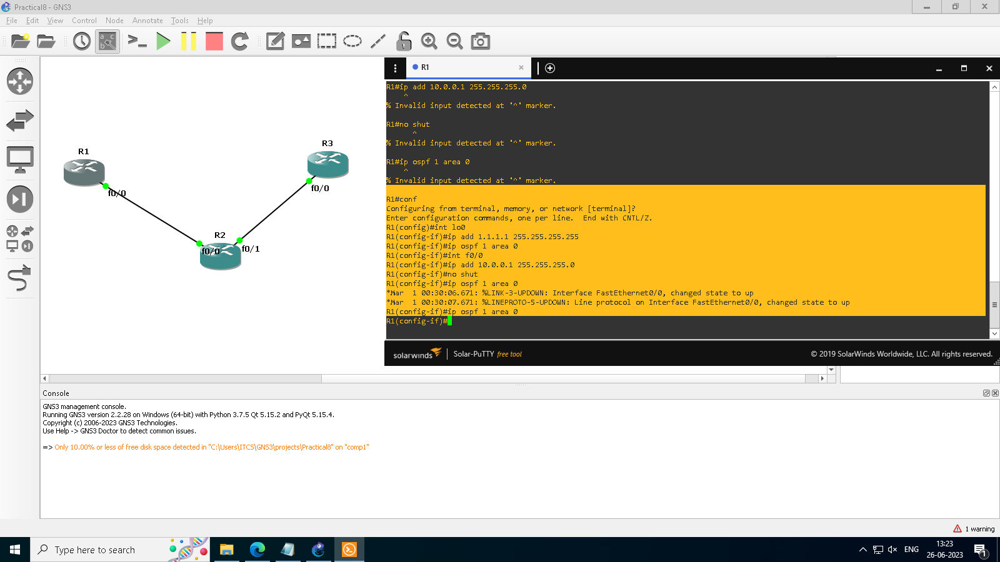 Practical8 - GNS3
File Edit View Control Node Annotate Tools Help
R1
R1#ip add 10.0.0.1 255.255.255.0
^
% Invalid input detected at '^' marker.
R1#no shut
^
% Invalid input detected at '^' marker.
R1#ip ospf 1 area 0
^
% Invalid input detected at '^' marker.
R1#conf
Configuring from terminal, memory, or network [terminal]?
Enter configuration commands, one per line.  End with CNTL/Z.
R1(config)#int lo0
R1(config-if)#ip add 1.1.1.1 255.255.255.255
R1(config-if)#ip ospf 1 area 0
R1(config-if)#int f0/0
R1(config-if)#ip add 10.0.0.1 255.255.255.0
R1(config-if)#no shut
R1(config-if)#ip ospf 1 area 0
*Mar  1 00:30:06.671: %LINK-3-UPDOWN: Interface FastEthernet0/0, changed state to up
*Mar  1 00:30:07.671: %LINEPROTO-5-UPDOWN: Line protocol on Interface FastEthernet0/0, changed state to up
R1(config-if)#ip ospf 1 area 0
R1(config-if)#
solarwinds Solar-PuTTY free tool © 2019 SolarWinds Worldwide, LLC. All rights reserved.
R1
f0/0
R3
f0/0
R2
f0/0
f0/1
Console
GNS3 management console.
Running GNS3 version 2.2.28 on Windows (64-bit) with Python 3.7.5 Qt 5.15.2 and PyQt 5.15.4.
Copyright (c) 2006-2023 GNS3 Technologies.
Use Help -> GNS3 Doctor to detect common issues.
=> Only 10.00% or less of free disk space detected in "C:\Users\ITCS\GNS3\projects\Practical8" on "comp1"
1 warning
Type here to search
ENG
13:23
26-06-2023
1